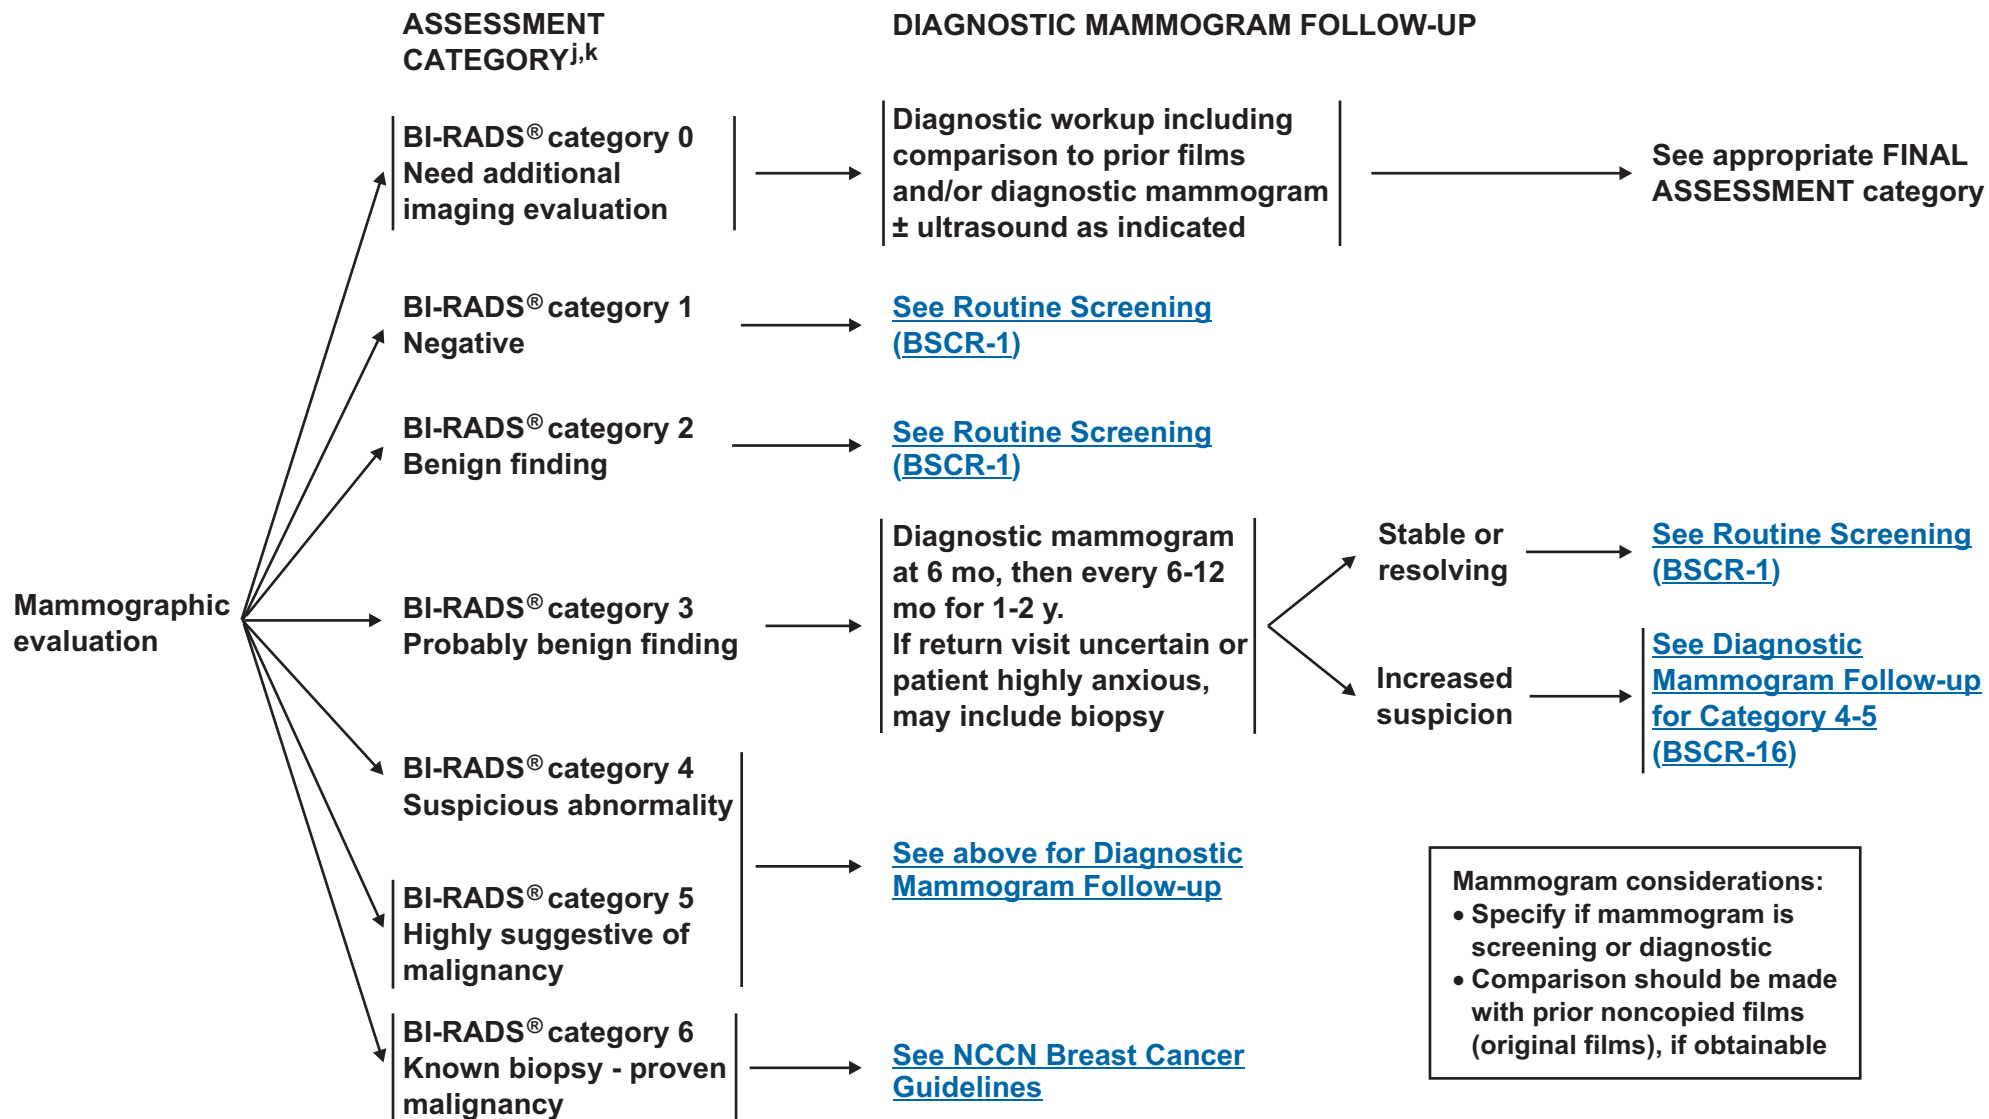 ASSESSMENT
CATEGORYj,k
DIAGNOSTIC MAMMOGRAM FOLLOW-UP
BI-RADS® category 0
Need additional
imaging evaluation
Diagnostic workup including
comparison to prior films
and/or diagnostic mammogram
± ultrasound as indicated
See appropriate FINAL
ASSESSMENT category
BI-RADS® category 1
Negative
See Routine Screening
(BSCR-1)
BI-RADS® category 2
Benign finding
See Routine Screening
(BSCR-1)
Mammographic
evaluation
BI-RADS® category 3
Probably benign finding
Diagnostic mammogram
at 6 mo, then every 6-12
mo for 1-2 y.
If return visit uncertain or
patient highly anxious,
may include biopsy
Stable or
resolving
See Routine Screening
(BSCR-1)
Increased
suspicion
See Diagnostic
Mammogram Follow-up
for Category 4-5
(BSCR-16)
BI-RADS® category 4
Suspicious abnormality
BI-RADS® category 5
Highly suggestive of
malignancy
See above for Diagnostic
Mammogram Follow-up
BI-RADS® category 6
Known biopsy - proven
malignancy
See NCCN Breast Cancer
Guidelines
Mammogram considerations:
• Specify if mammogram is
screening or diagnostic
• Comparison should be made
with prior noncopied films
(original films), if obtainable